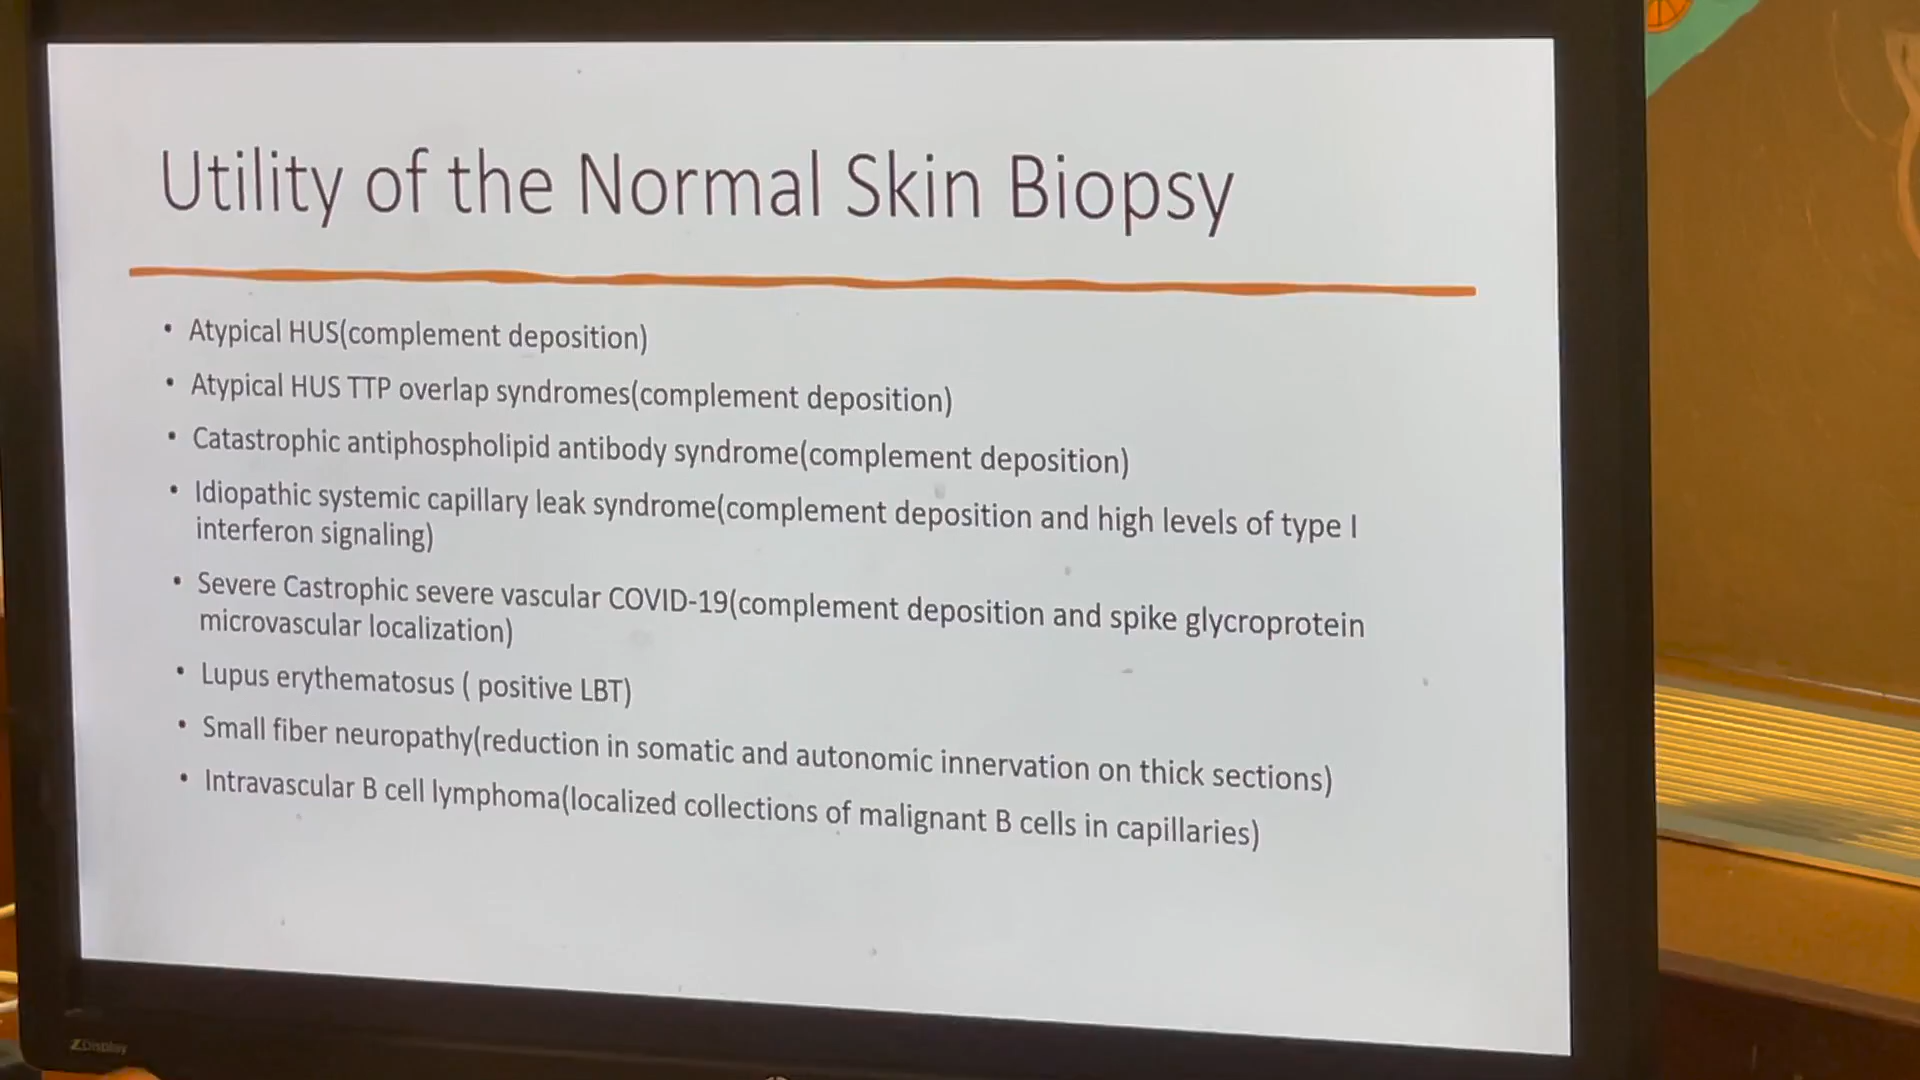 Utility of the Normal Skin Biopsy
• Atypical HUS(complement deposition)
• Atypical HUS TTP overlap syndromes(complement deposition)
• Catastrophic antiphospholipid antibody syndrome(complement deposition)
• Idiopathic systemic capillary leak syndrome(complement deposition and high levels of type I
interferon signaling)
• Severe Castrophic severe vascular COVID-19(complement deposition and spike glycroprotein
microvascular localization)
• Lupus erythematosus ( positive LBT)
• Small fiber neuropathy(reduction in somatic and autonomic innervation on thick sections)
• Intravascular B cell lymphoma(localized collections of malignant B cells in capillaries)
ZDisplay